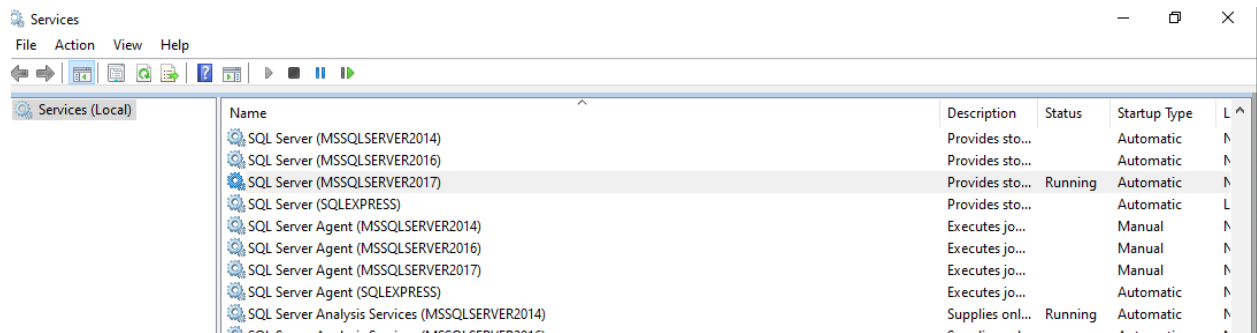 Services
File Action View Help
Services (Local)
Name Description Status Startup Type L
SQL Server (MSSQLSERVER2014) Provides sto... Automatic
SQL Server (MSSQLSERVER2016) Provides sto... Automatic
SQL Server (MSSQLSERVER2017) Provides sto... Running Automatic
SQL Server (SQLEXPRESS) Provides sto... Automatic L
SQL Server Agent (MSSQLSERVER2014) Executes jo... Manual
SQL Server Agent (MSSQLSERVER2016) Executes jo... Manual
SQL Server Agent (MSSQLSERVER2017) Executes jo... Manual
SQL Server Agent (SQLEXPRESS) Executes jo... Automatic
SQL Server Analysis Services (MSSQLSERVER2014) Supplies onl... Running Automatic